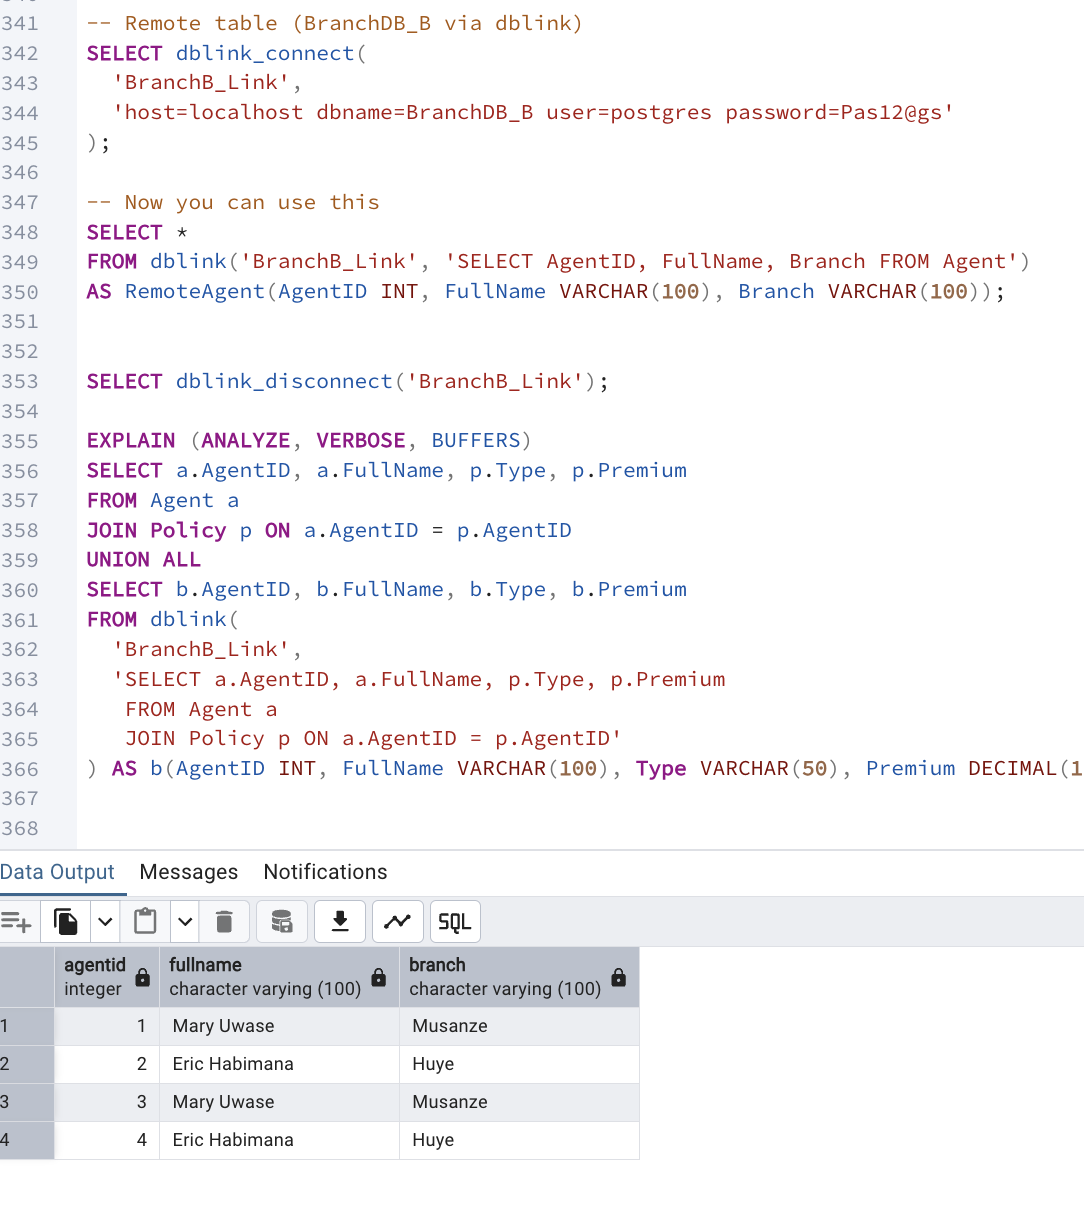 341 -- Remote table (BranchDB_B via dblink)
342 SELECT dblink_connect(
343 'BranchB_Link',
344 'host=localhost dbname=BranchDB_B user=postgres password=Pas12@gs'
345 );
346
347 -- Now you can use this
348 SELECT *
349 FROM dblink('BranchB_Link', 'SELECT AgentID, FullName, Branch FROM Agent')
350 AS RemoteAgent(AgentID INT, FullName VARCHAR(100), Branch VARCHAR(100));
351
352
353 SELECT dblink_disconnect('BranchB_Link');
354
355 EXPLAIN (ANALYZE, VERBOSE, BUFFERS)
356 SELECT a.AgentID, a.FullName, p.Type, p.Premium
357 FROM Agent a
358 JOIN Policy p ON a.AgentID = p.AgentID
359 UNION ALL
360 SELECT b.AgentID, b.FullName, b.Type, b.Premium
361 FROM dblink(
362 'BranchB_Link',
363 'SELECT a.AgentID, a.FullName, p.Type, p.Premium
364 FROM Agent a
365 JOIN Policy p ON a.AgentID = p.AgentID'
366 ) AS b(AgentID INT, FullName VARCHAR(100), Type VARCHAR(50), Premium DECIMAL(1
367
368
Data Output Messages Notifications
SQL
agentid fullname branch
integer character varying (100) character varying (100)
1 1 Mary Uwase Musanze
2 2 Eric Habimana Huye
3 3 Mary Uwase Musanze
4 4 Eric Habimana Huye